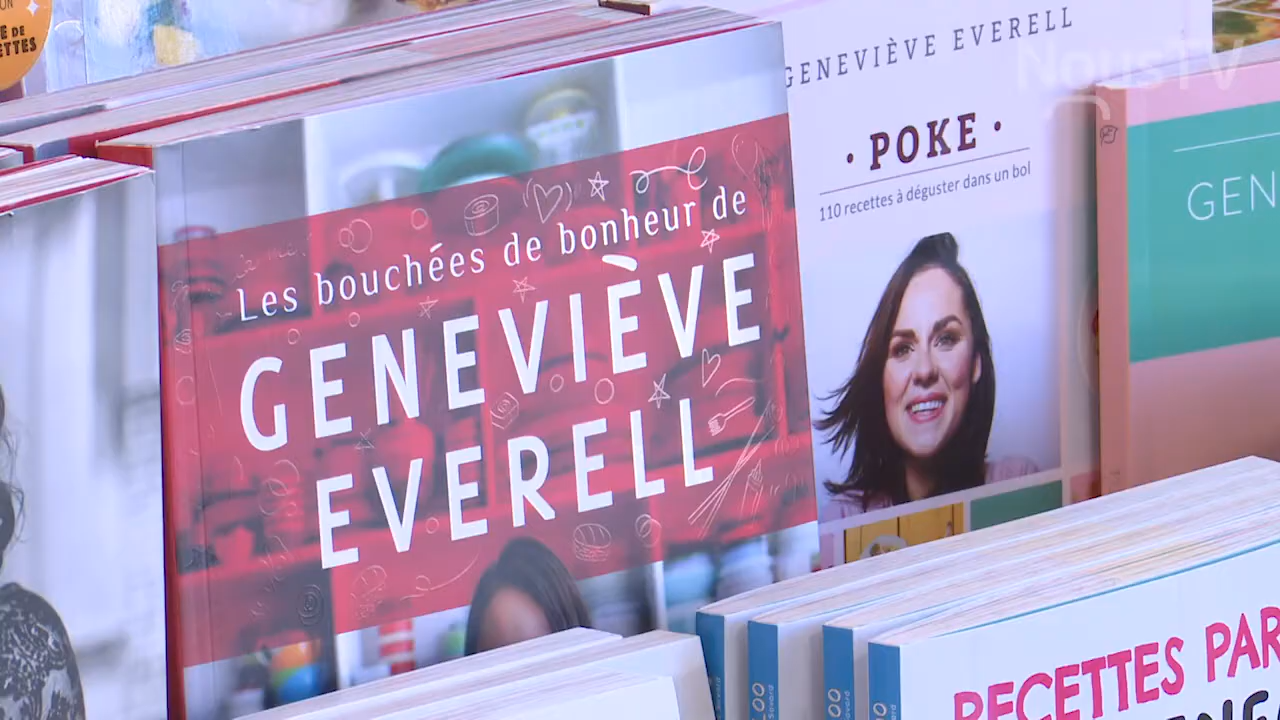 NousTV
Les bouchées de bonheur de
GENEVIÈVE
EVERELL
GENEVIÈVE EVERELL
• POKE •
110 recettes à déguster dans un bol
GEN
RECETTES PAR